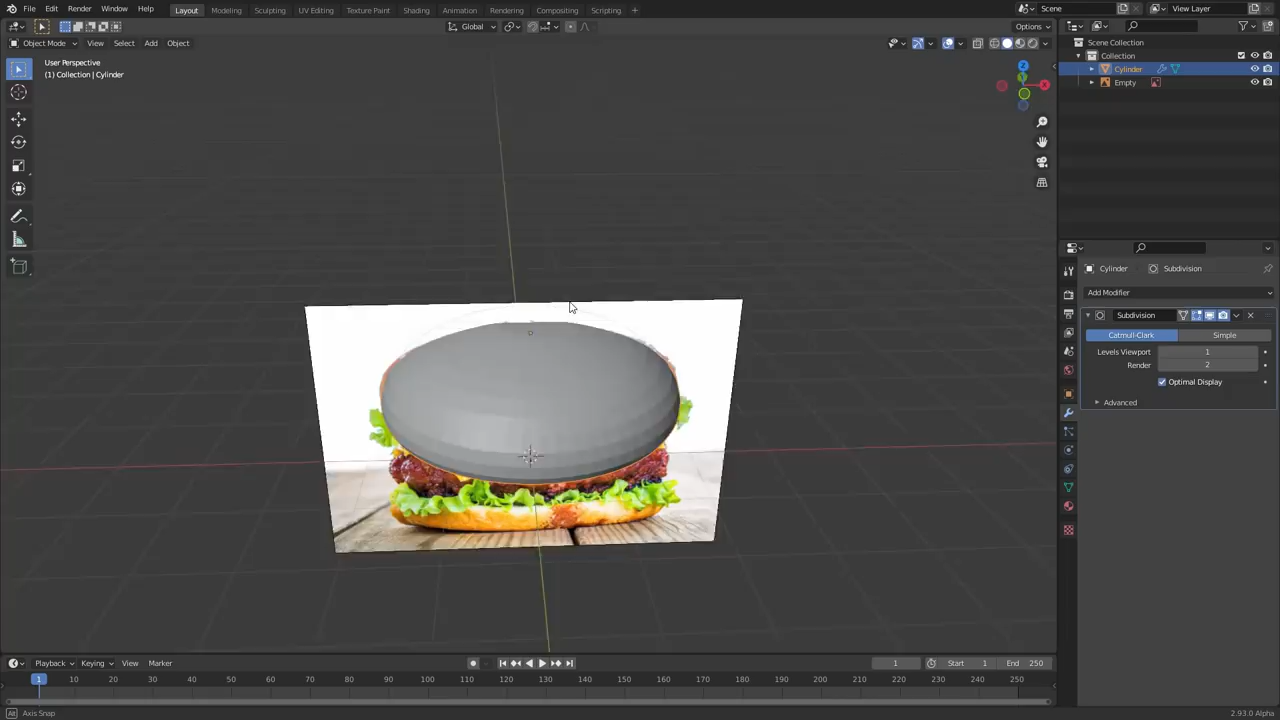 File Edit Render Window Help Layout Modeling Sculpting UV Editing Texture Paint Shading Animation Rendering Compositing Scripting + Scene View Layer
Global Options
Object Mode View Select Add Object
User Perspective
(1) Collection | Cylinder
Z
Y
X
Scene Collection
Collection
Cylinder
Empty
Cylinder Subdivision
Add Modifier
Subdivision
Catmull-Clark Simple
Levels Viewport 1
Render 2
Optimal Display
Advanced
Playback Keying View Marker 1 Start 1 End 250
1 10 20 30 40 50 60 70 80 90 100 110 120 130 140 150 160 170 180 190 200 210 220 230 240 250
Alt Axis Snap 2.93.0 Alpha